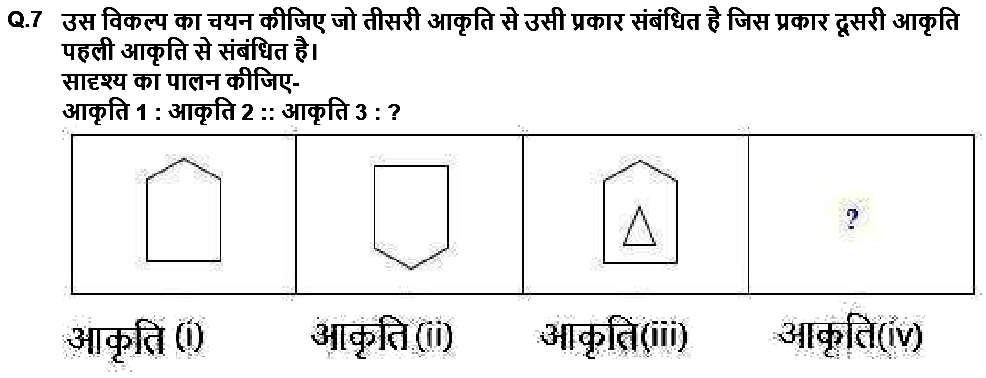 Q.7 उस विकल्प का चयन कीजिए जो तीसरी आकृति से उसी प्रकार संबंधित है जिस प्रकार दूसरी आकृति
पहली आकृति से संबंधित है।
सादृश्य का पालन कीजिए-
आकृति 1 : आकृति 2 :: आकृति 3 : ?
?
आकृति (i) आकृति (ii) आकृति(iii) आकृति(iv)